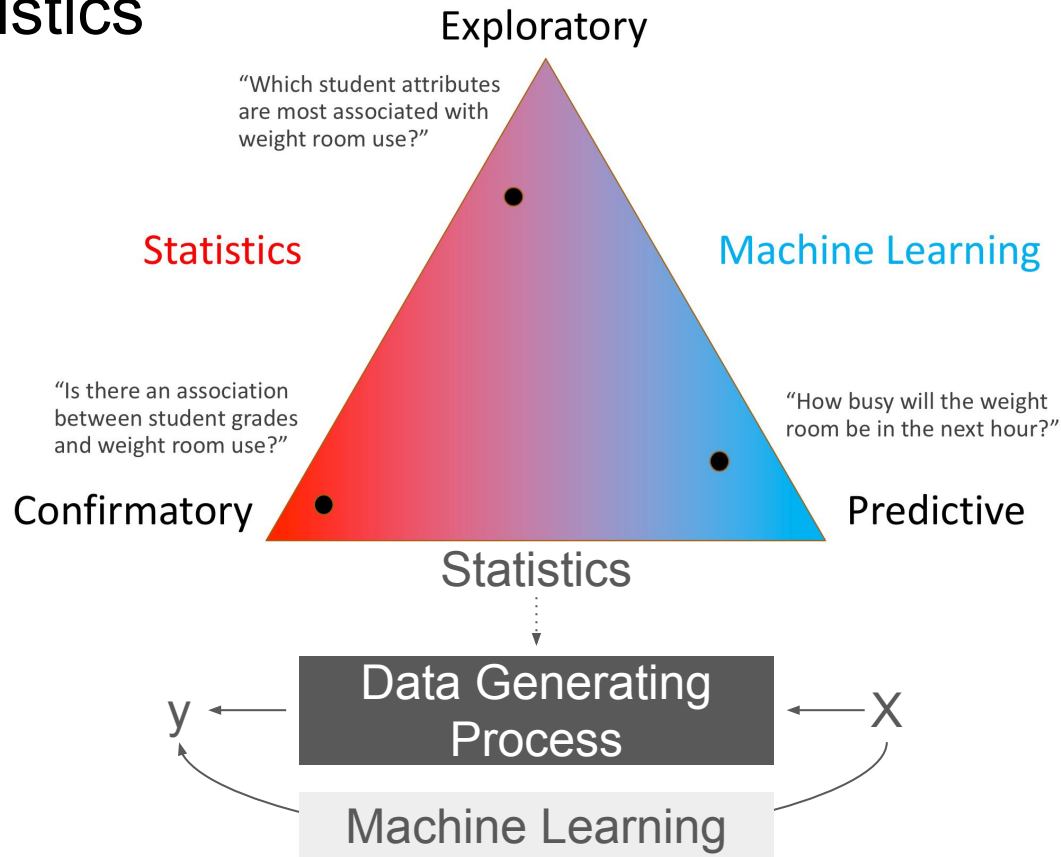 istics
Exploratory
“Which student attributes
are most associated with
weight room use?”
Statistics
Machine Learning
“Is there an association
between student grades
and weight room use?”
“How busy will the weight
room be in the next hour?”
Confirmatory
Predictive
Statistics
Data Generating
Process
y
X
Machine Learning